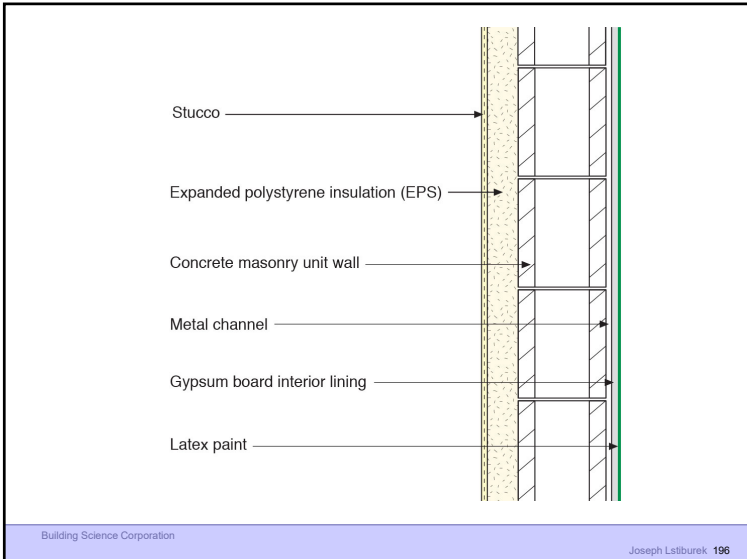 Stucco
Expanded polystyrene insulation (EPS)
Concrete masonry unit wall
Metal channel
Gypsum board interior lining
Latex paint
Building Science Corporation
Joseph Lstiburek 196